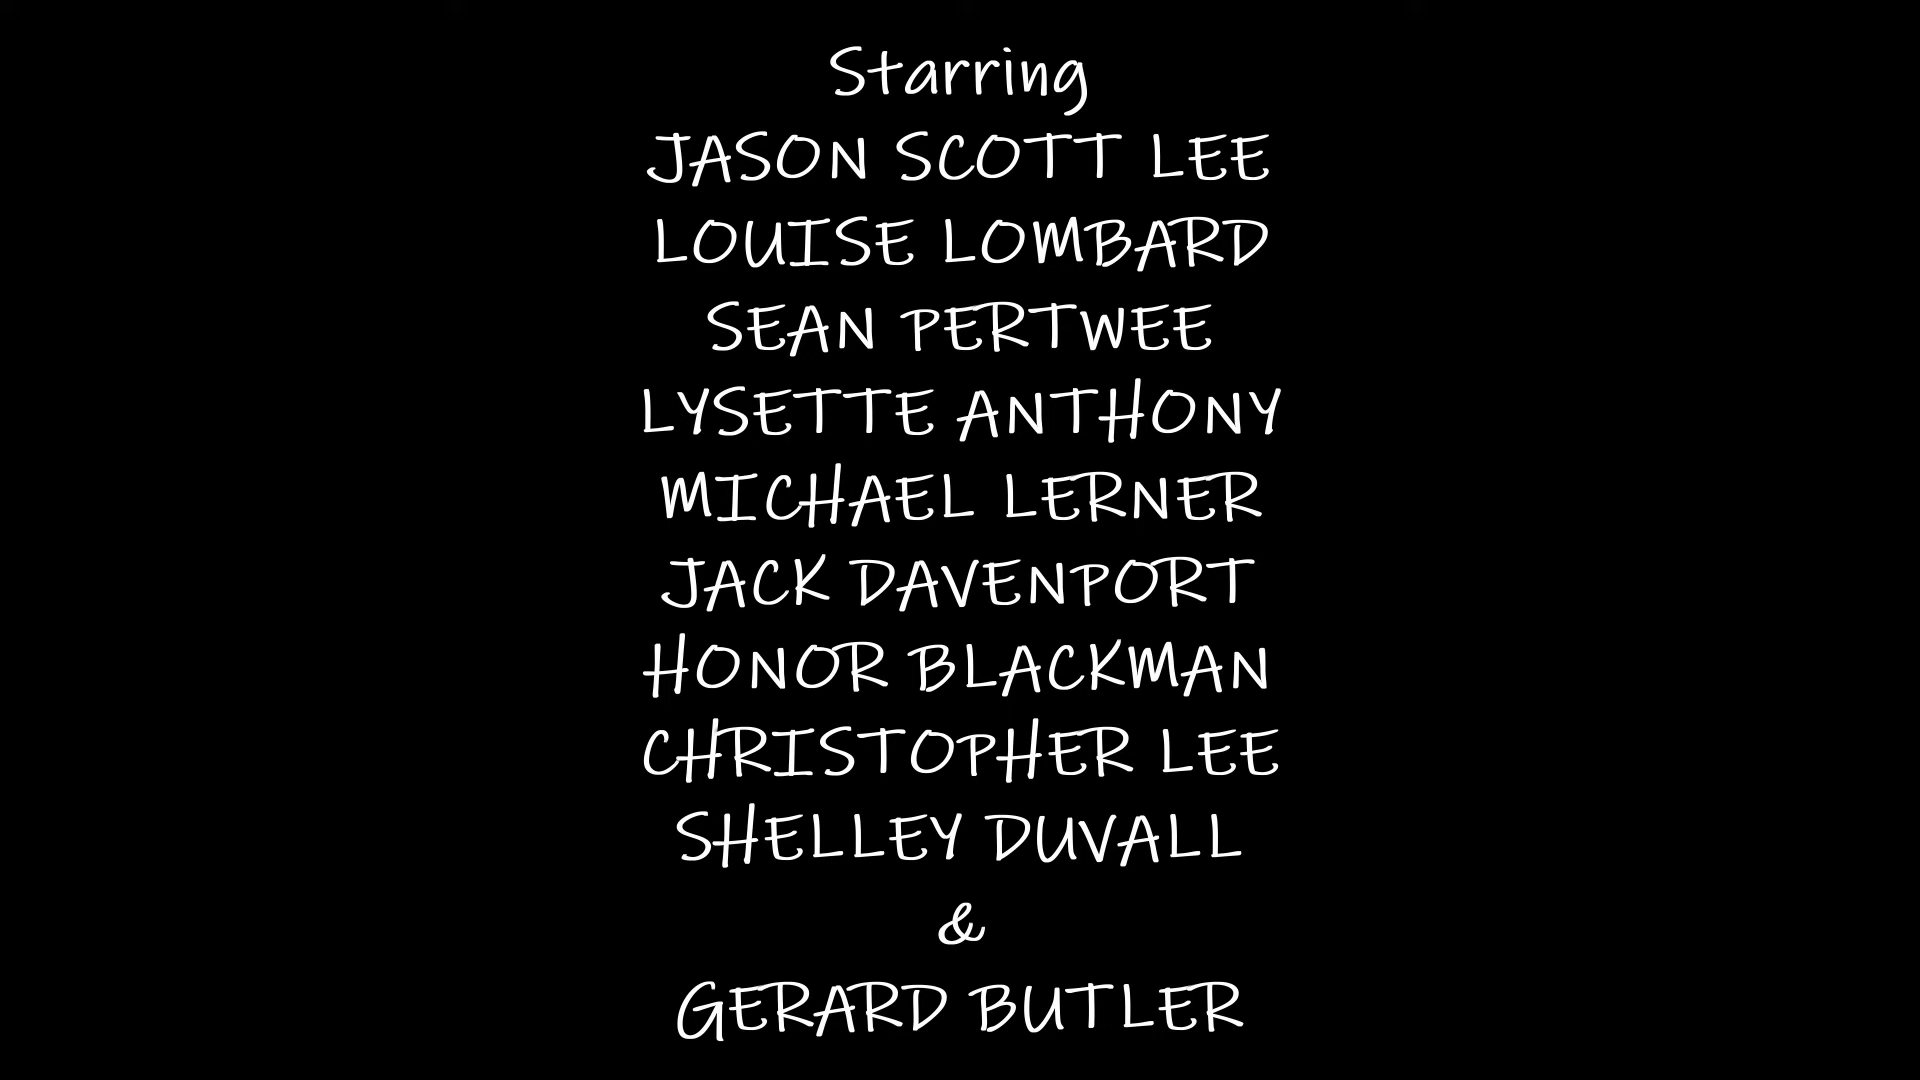 Starring
JASON SCOTT LEE
LOUISE LOMBARD
SEAN PERTWEE
LYSETTE ANTHONY
MICHAEL LERNER
JACK DAVENPORT
HONOR BLACKMAN
CHRISTOPHER LEE
SHELLEY DUVALL
&
GERARD BUTLER